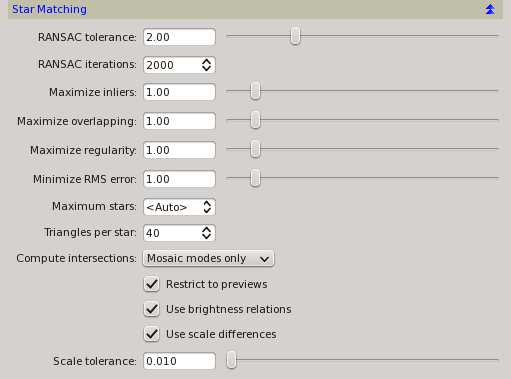 Star Matching
RANSAC tolerance: 2.00
RANSAC iterations: 2000
Maximize inliers: 1.00
Maximize overlapping: 1.00
Maximize regularity: 1.00
Minimize RMS error: 1.00
Maximum stars: <Auto>
Triangles per star: 40
Compute intersections: Mosaic modes only
Restrict to previews
Use brightness relations
Use scale differences
Scale tolerance: 0.010